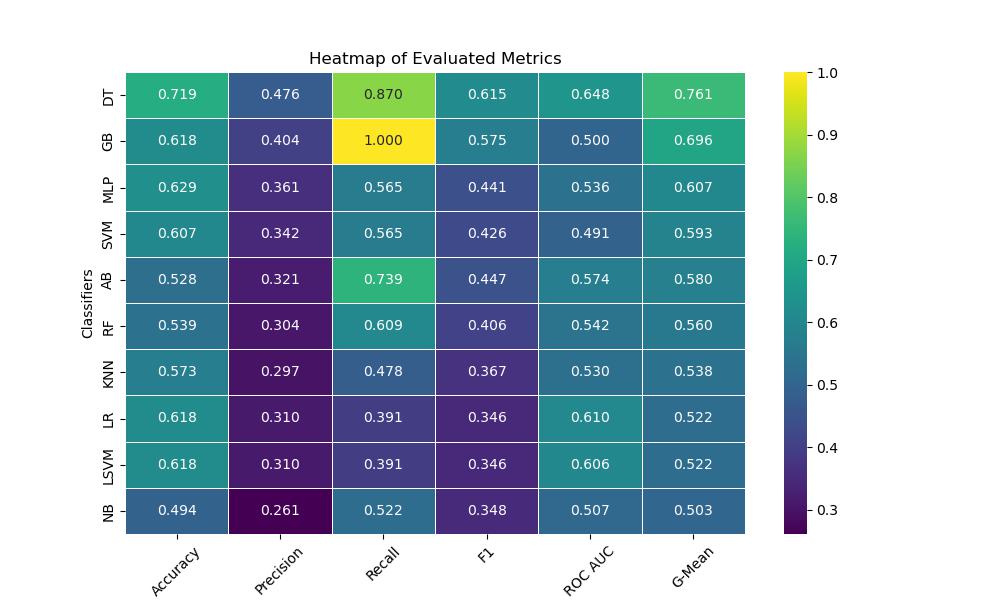 Heatmap of Evaluated Metrics
Classifiers
DT 0.719 0.476 0.870 0.615 0.648 0.761
GB 0.618 0.404 1.000 0.575 0.500 0.696
MLP 0.629 0.361 0.565 0.441 0.536 0.607
SVM 0.607 0.342 0.565 0.426 0.491 0.593
AB 0.528 0.321 0.739 0.447 0.574 0.580
RF 0.539 0.304 0.609 0.406 0.542 0.560
KNN 0.573 0.297 0.478 0.367 0.530 0.538
LR 0.618 0.310 0.391 0.346 0.610 0.522
LSVM 0.618 0.310 0.391 0.346 0.606 0.522
NB 0.494 0.261 0.522 0.348 0.507 0.503
Accuracy Precision Recall F1 ROC AUC G-Mean
1.0
0.9
0.8
0.7
0.6
0.5
0.4
0.3